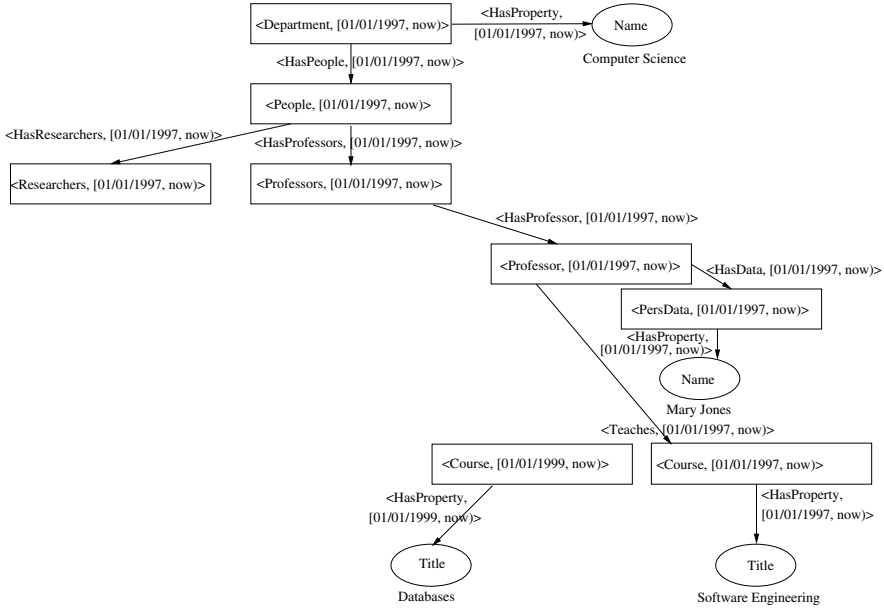 <Department, [01/01/1997, now)>
<HasProperty,
[01/01/1997, now)>
Name
Computer Science
<HasPeople, [01/01/1997, now)>
<People, [01/01/1997, now)>
<HasResearchers, [01/01/1997, now)>
<HasProfessors, [01/01/1997, now)>
<Researchers, [01/01/1997, now)>
<Professors, [01/01/1997, now)>
<HasProfessor, [01/01/1997, now)>
<Professor, [01/01/1997, now)>
<HasData, [01/01/1997, now)>
<PersData, [01/01/1997, now)>
<HasProperty,
[01/01/1997, now)>
Name
Mary Jones
<Teaches, [01/01/1997, now)>
<Course, [01/01/1999, now)>
<Course, [01/01/1997, now)>
<HasProperty,
[01/01/1999, now)>
<HasProperty,
[01/01/1997, now)>
Title
Databases
Title
Software Engineering